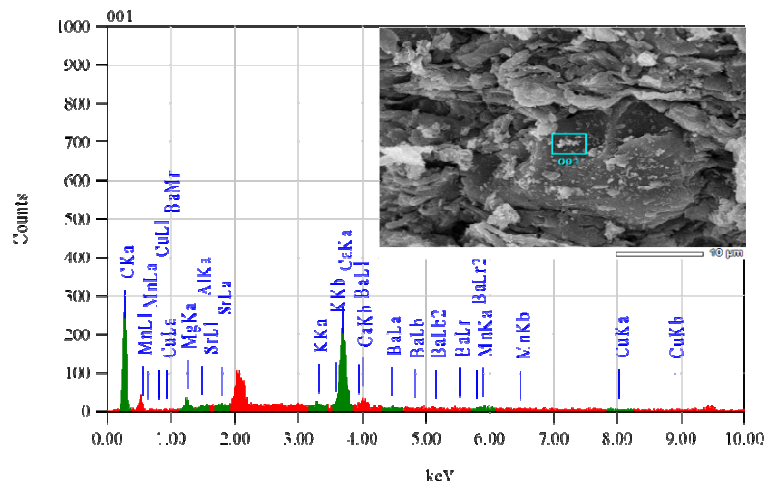 001
1000
900
800
700
600
500
400
300
200
100
0
Counts
CKa
MnLl
MnLa
CuLl
CuLa
BaMr
MgKa
AlKa
SrLl
SrLa
KKa
KKb
CaKa
CaKb
BaLl
BaLa
BaLb
BaLb2
BaLr
BaLr2
MnKa
MnKb
CuKa
CuKb
001
10 µm
0.00 1.00 2.00 3.00 4.00 5.00 6.00 7.00 8.00 9.00 10.00
keV